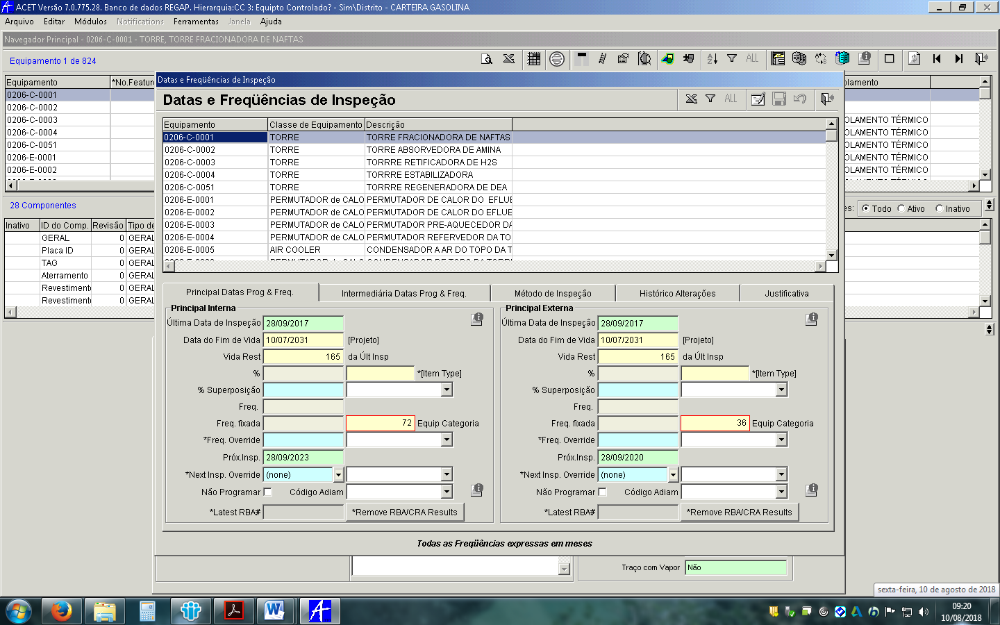 ACET Versão 7.0.775.28. Banco de dados REGAP. Hierarquia:CC 3: Equipto Controlado? - Sim\Distrito - CARTEIRA GASOLINA
Arquivo Editar Módulos Notifications Ferramentas Janela Ajuda
Navegador Principal - 0206-C-0001 - TORRE, TORRE FRACIONADORA DE NAFTAS
Equipamento 1 de 824
ALL
Equipamento *No.Feature
0206-C-0001
0206-C-0002
0206-C-0003
0206-C-0004
0206-C-0051
0206-E-0001
0206-E-0002
olamento
OLAMENTO TÉRMICO
OLAMENTO TÉRMICO
OLAMENTO TÉRMICO
OLAMENTO TÉRMICO
OLAMENTO TÉRMICO
28 Componentes
es: Todo Ativo Inativo
Inativo ID do Comp. Revisão Tipo de
GERAL 0 GERAL
Placa ID 0 GERAL
TAG 0 GERAL
Aterramento 0 GERAL
Revestimento 0 GERAL
Revestimento 0 GERAL
Datas e Freqüências de Inspeção
Datas e Freqüências de Inspeção
ALL
Equipamento Classe de Equipamento Descrição
0206-C-0001 TORRE TORRE FRACIONADORA DE NAFTAS
0206-C-0002 TORRE TORRE ABSORVEDORA DE AMINA
0206-C-0003 TORRE TORRRE RETIFICADORA DE H2S
0206-C-0004 TORRE TORRRE ESTABILIZADORA
0206-C-0051 TORRE TORRRE REGENERADORA DE DEA
0206-E-0001 PERMUTADOR de CALO PERMUTADOR DE CALOR DO EFLUE
0206-E-0002 PERMUTADOR de CALO PERMUTADOR DE CALOR DO EFLUE
0206-E-0003 PERMUTADOR de CALO PERMUTADOR PRE-AQUECEDOR DA
0206-E-0004 PERMUTADOR de CALO PERMUTADOR REFERVEDOR DA TO
0206-E-0005 AIR COOLER CONDENSADOR A AR DO TOPO DA T
Principal Datas Prog & Freq. Intermediária Datas Prog & Freq. Método de Inspeção Histórico Alterações Justificativa
Principal Interna
Última Data de Inspeção 28/09/2017
Data do Fim de Vida 10/07/2031 [Projeto]
Vida Rest 165 da Últ Insp
% *[Item Type]
% Superposição
Freq.
Freq. fixada 72 Equip Categoria
*Freq. Override
Próx.Insp. 28/09/2023
*Next Insp. Override (none)
Não Programar Código Adiam
*Latest RBA# *Remove RBA/CRA Results
Principal Externa
Última Data de Inspeção 28/09/2017
Data do Fim de Vida 10/07/2031 [Projeto]
Vida Rest 165 da Últ Insp
% *[Item Type]
% Superposição
Freq.
Freq. fixada 36 Equip Categoria
*Freq. Override
Próx.Insp. 28/09/2020
*Next Insp. Override (none)
Não Programar Código Adiam
*Latest RBA# *Remove RBA/CRA Results
Todas as Freqüências expressas em meses
Traço com Vapor Não
sexta-feira, 10 de agosto de 2018
09:20
10/08/2018